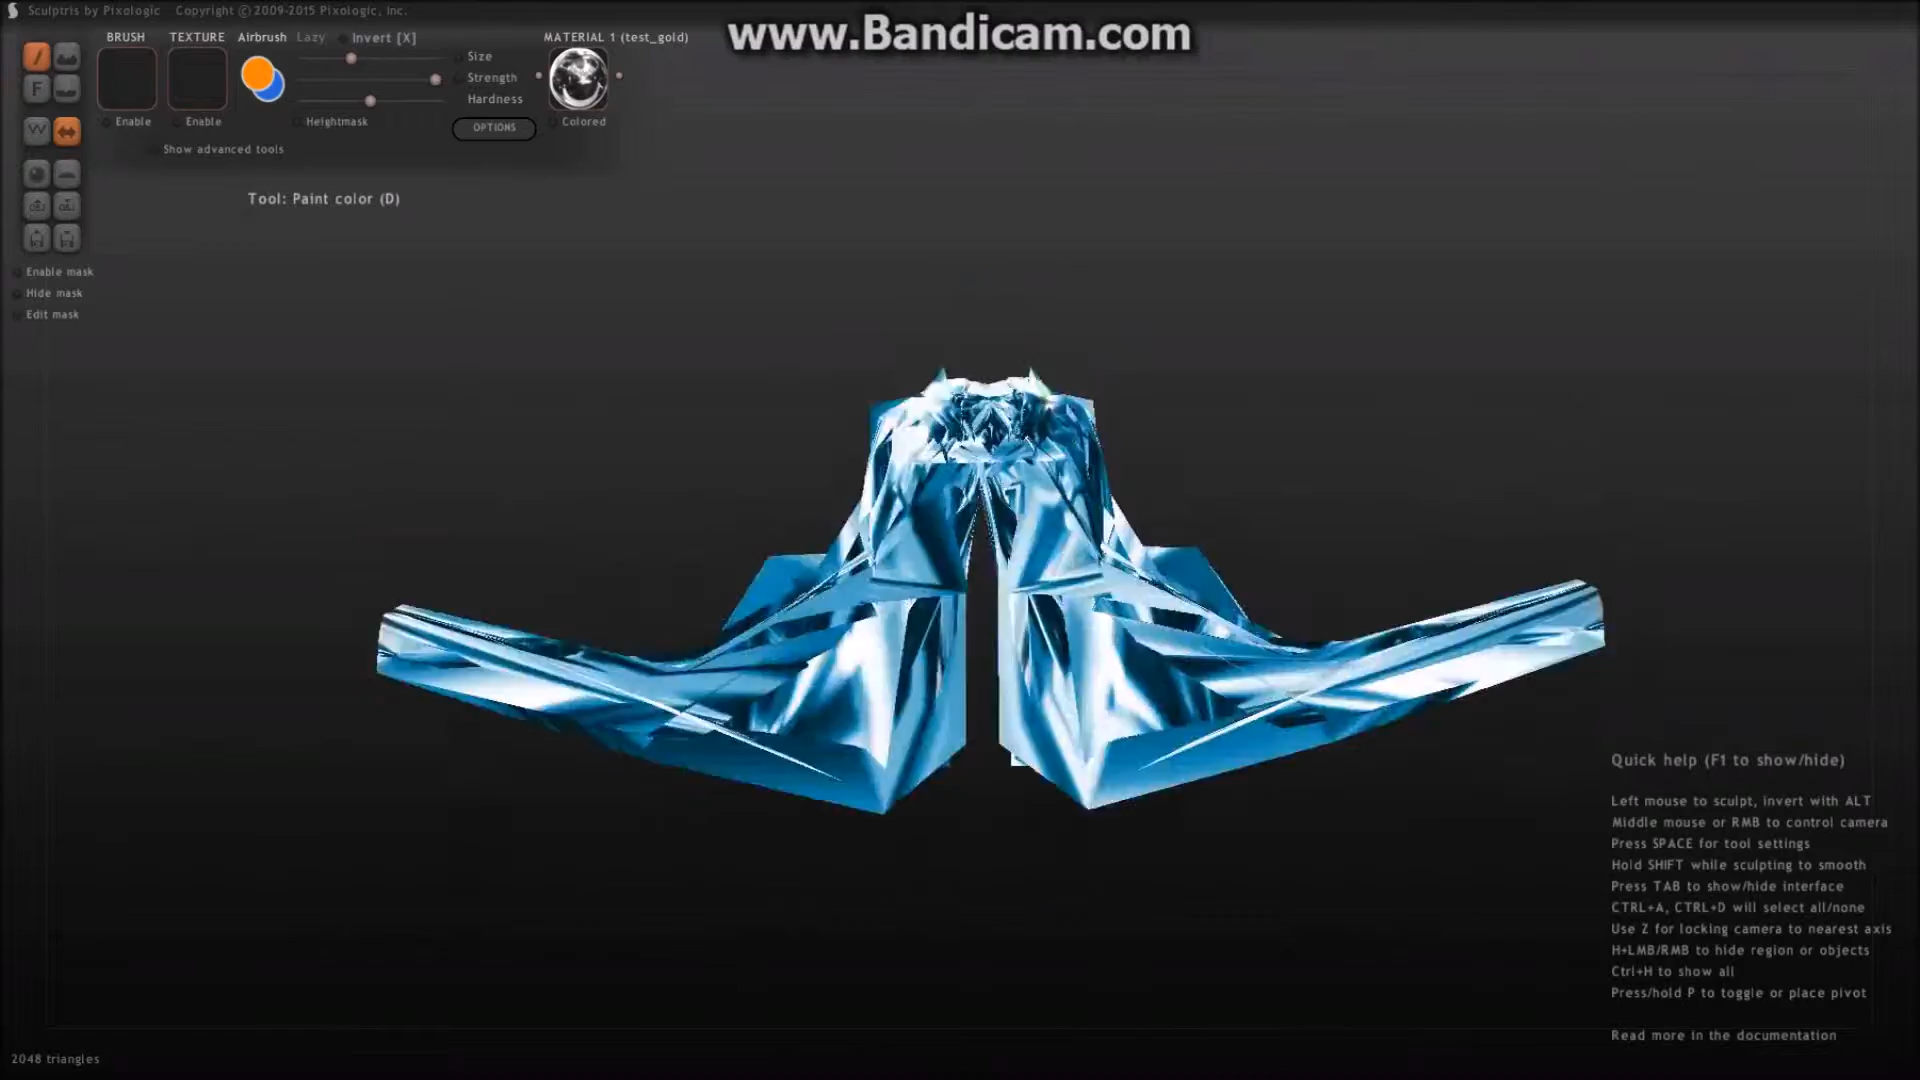 Sculptris by Pixologic Copyright © 2009-2015 Pixologic, Inc.
www.Bandicam.com
BRUSH TEXTURE Airbrush Lazy Invert [X] MATERIAL 1 (test_gold)
Size
Strength
Hardness
F
Enable Enable Heightmask OPTIONS Colored
Show advanced tools
Tool: Paint color (D)
Enable mask
Hide mask
Edit mask
Quick help (F1 to show/hide)
Left mouse to sculpt, invert with ALT
Middle mouse or RMB to control camera
Press SPACE for tool settings
Hold SHIFT while sculpting to smooth
Press TAB to show/hide interface
CTRL+A, CTRL+D will select all/none
Use Z for locking camera to nearest axis
H+LMB/RMB to hide region or objects
Ctrl+H to show all
Press/hold P to toggle or place pivot
Read more in the documentation
2048 triangles